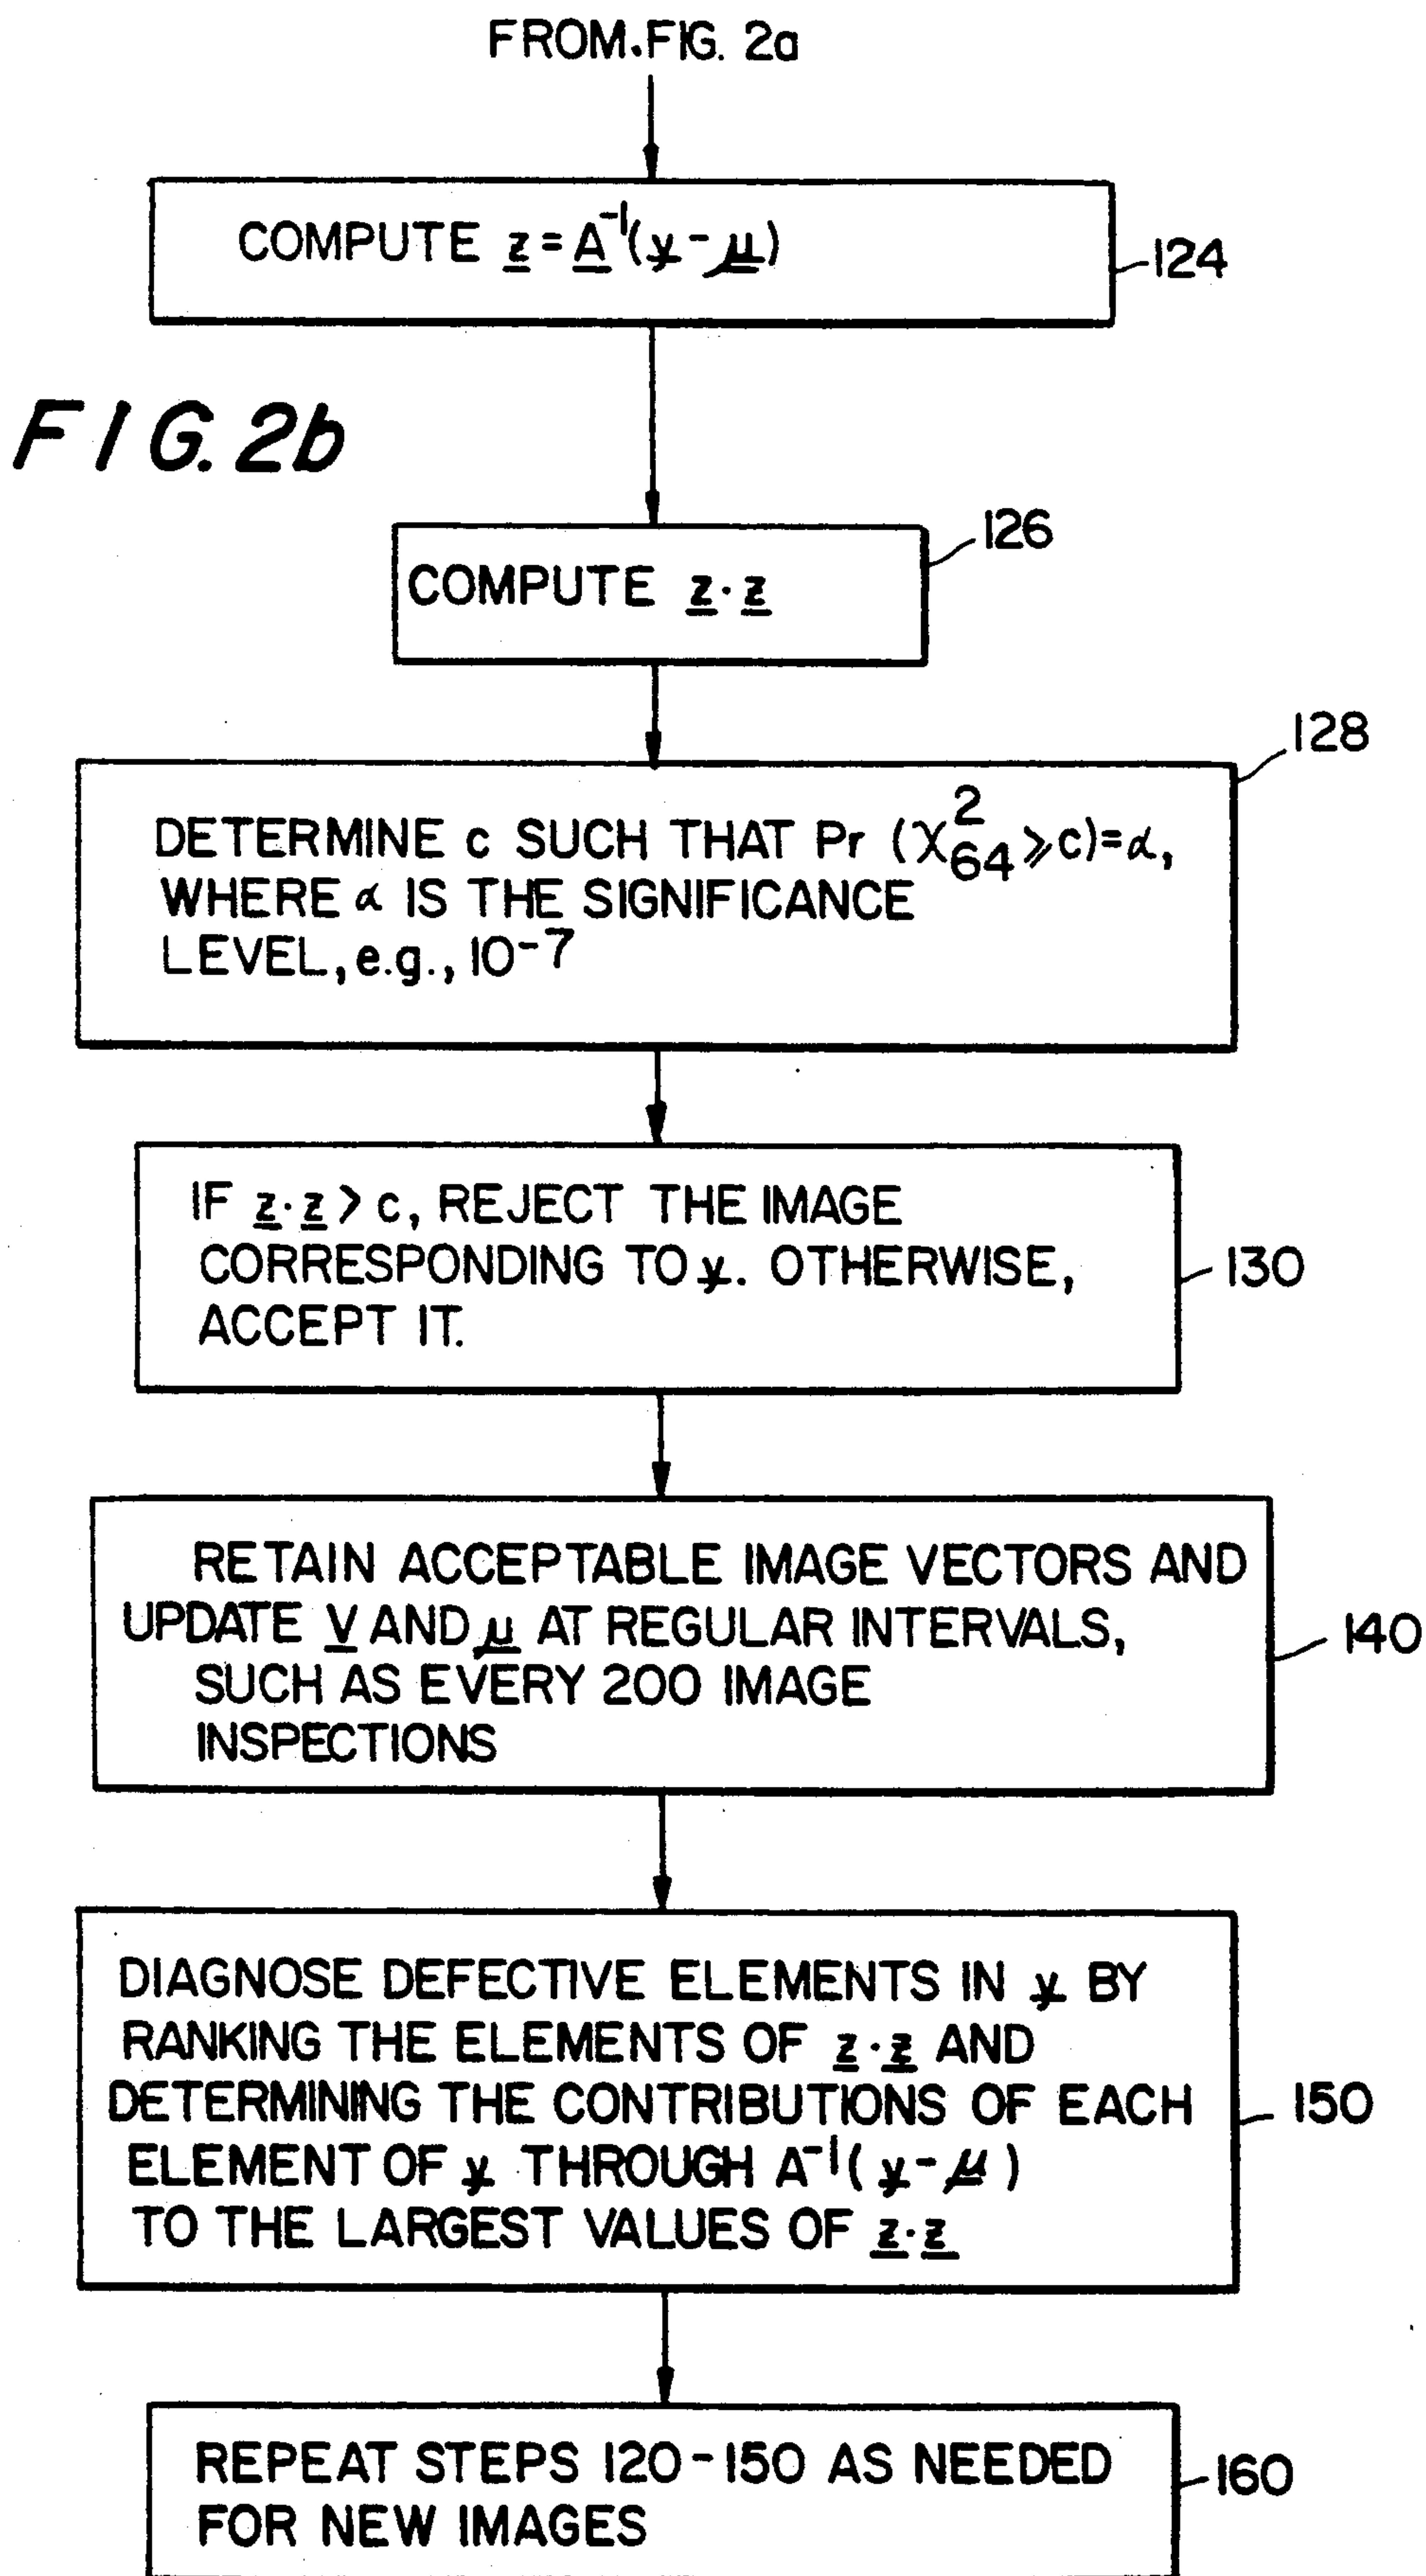 FROM.FIG. 2a
COMPUTE z = A⁻¹(y - μ)
124
FIG. 2b
126
COMPUTE z · z
128
DETERMINE c SUCH THAT Pr (χ²₆₄ ⩾ c) = α,
WHERE α IS THE SIGNIFICANCE
LEVEL, e.g., 10⁻⁷
IF z · z > c, REJECT THE IMAGE
CORRESPONDING TO y. OTHERWISE,
ACCEPT IT.
130
RETAIN ACCEPTABLE IMAGE VECTORS AND
UPDATE V AND μ AT REGULAR INTERVALS,
SUCH AS EVERY 200 IMAGE
INSPECTIONS
140
DIAGNOSE DEFECTIVE ELEMENTS IN y BY
RANKING THE ELEMENTS OF z · z AND
DETERMINING THE CONTRIBUTIONS OF EACH
ELEMENT OF y THROUGH A⁻¹( y - μ )
TO THE LARGEST VALUES OF z · z
150
REPEAT STEPS 120-150 AS NEEDED
FOR NEW IMAGES
160